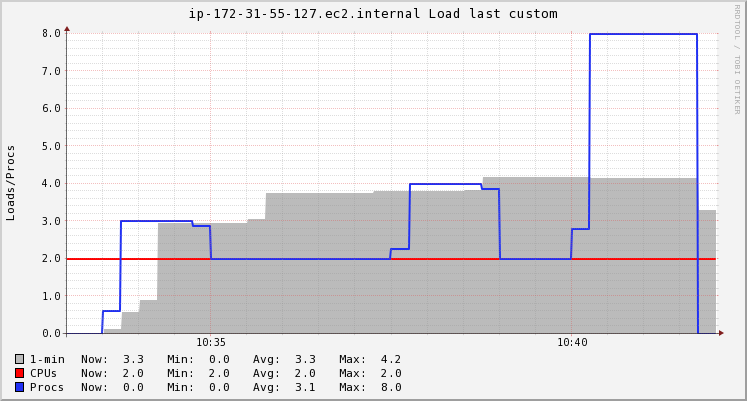 ip-172-31-55-127.ec2.internal Load last custom
RRDTOOL / TOBI OETIKER
Loads/Procs
8.0
7.0
6.0
5.0
4.0
3.0
2.0
1.0
0.0
10:35 10:40
1-min Now: 3.3 Min: 0.0 Avg: 3.3 Max: 4.2
CPUs Now: 2.0 Min: 2.0 Avg: 2.0 Max: 2.0
Procs Now: 0.0 Min: 0.0 Avg: 3.1 Max: 8.0